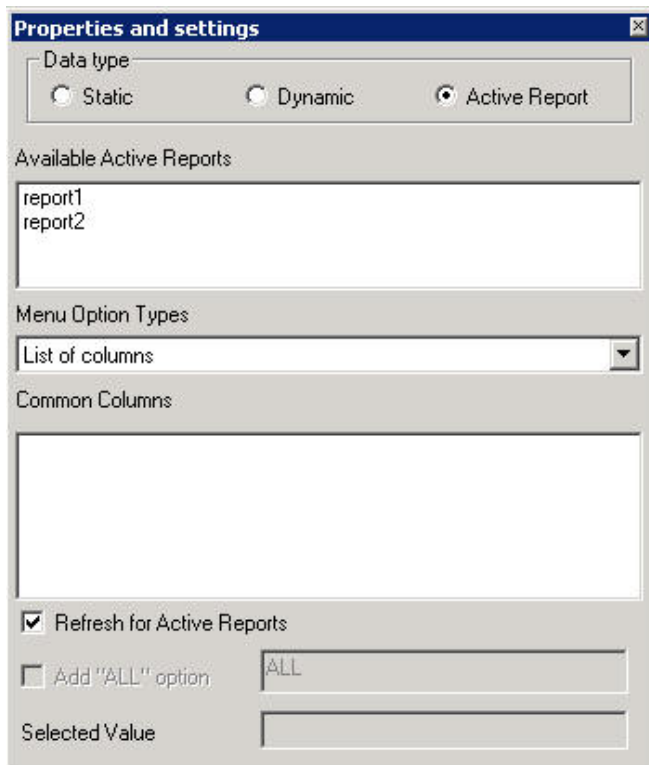 Properties and settings
Data type
Static Dynamic Active Report
Available Active Reports
report1
report2
Menu Option Types
List of columns
Common Columns
Refresh for Active Reports
Add "ALL" option ALL
Selected Value